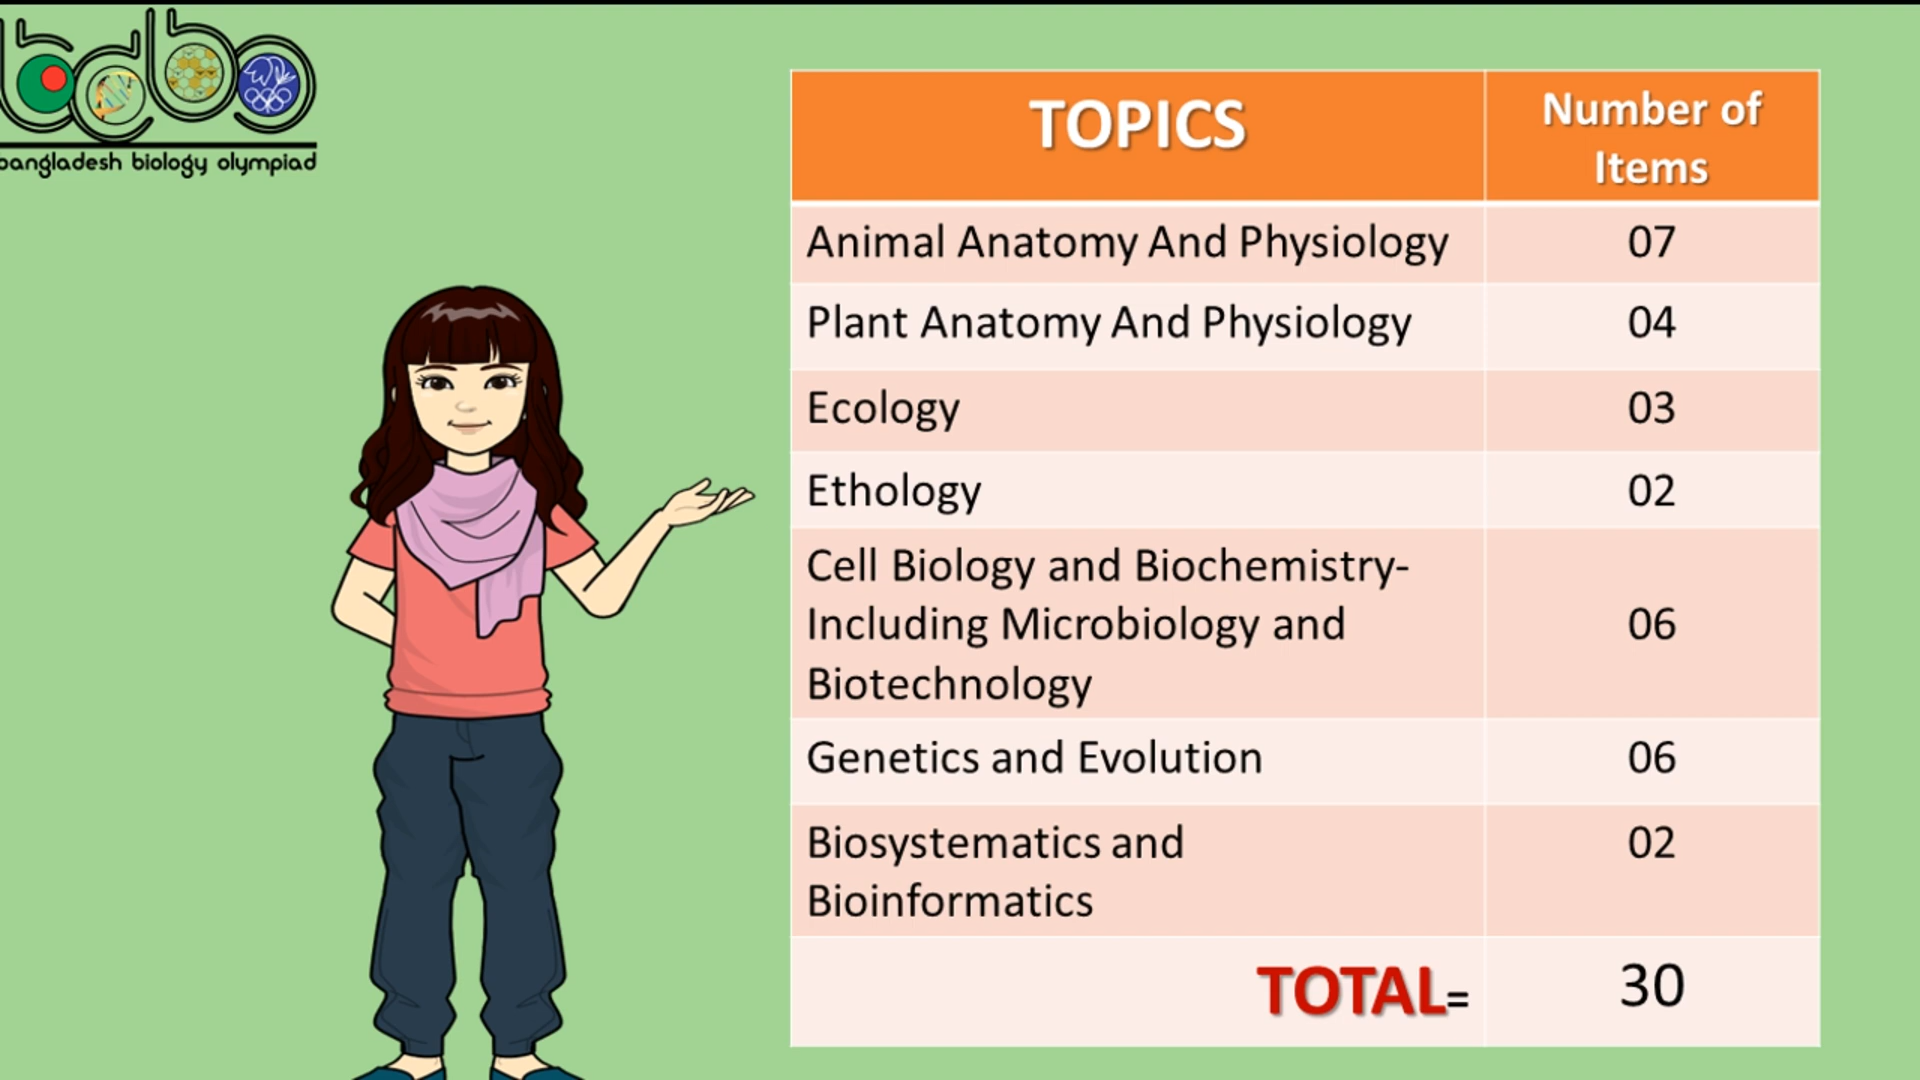 bdbo
bangladesh biology olympiad
TOPICS
Number of
Items
Animal Anatomy And Physiology
07
Plant Anatomy And Physiology
04
Ecology
03
Ethology
02
Cell Biology and Biochemistry-
Including Microbiology and
Biotechnology
06
Genetics and Evolution
06
Biosystematics and
Bioinformatics
02
TOTAL=
30